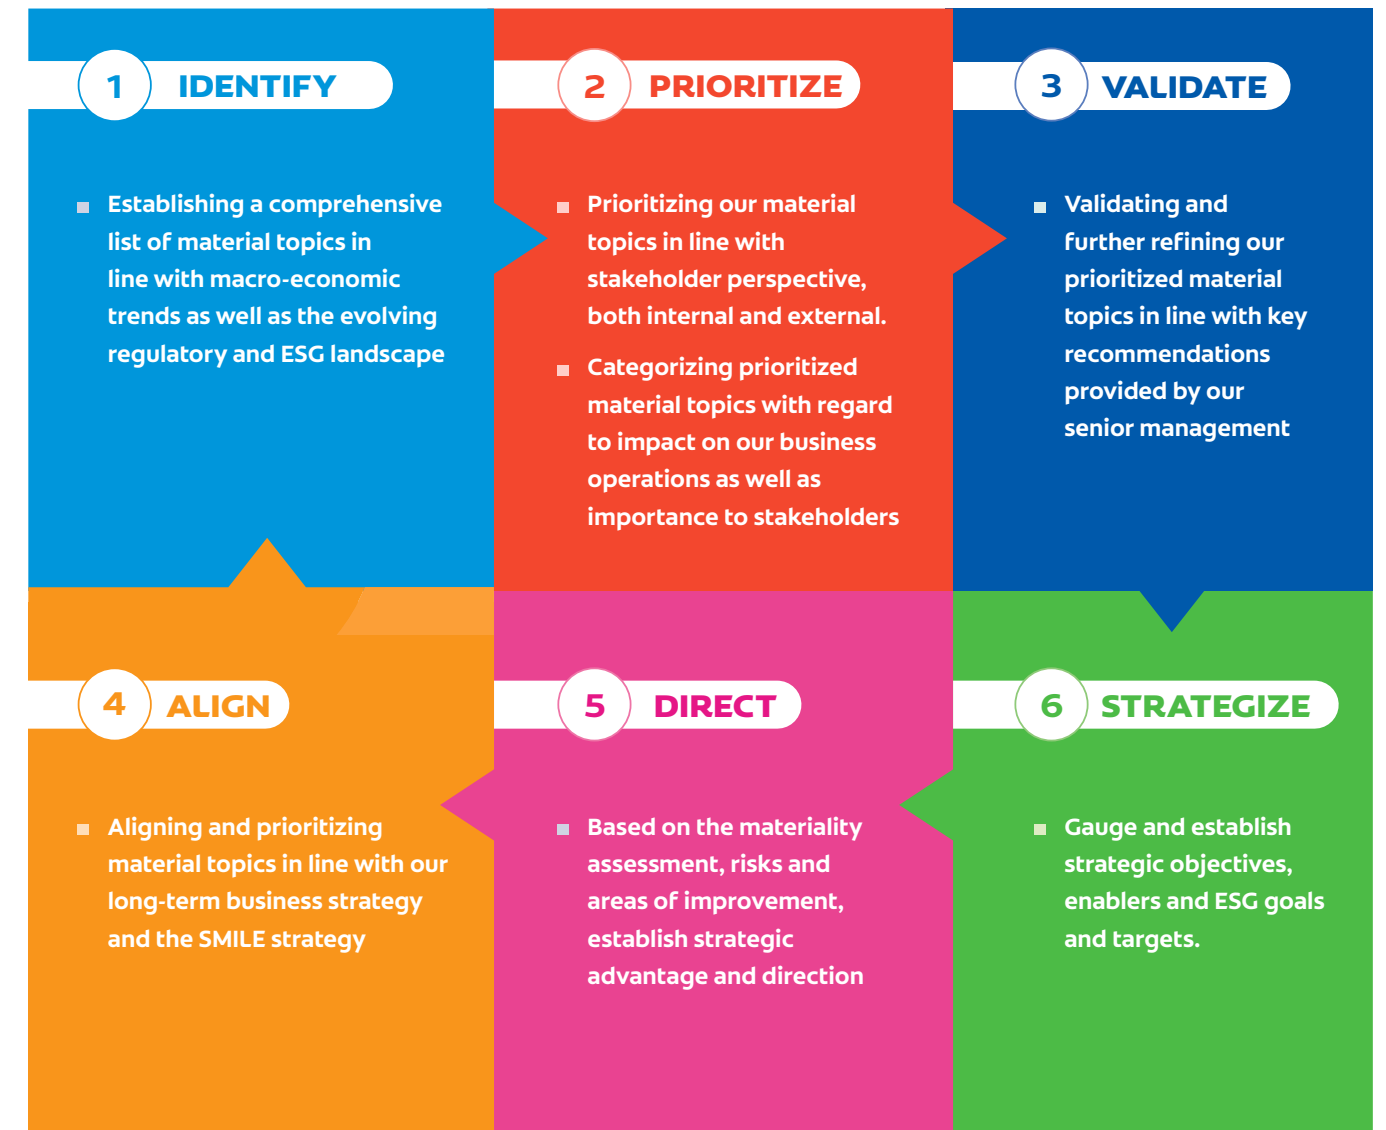 1 IDENTIFY
Establishing a comprehensive
list of material topics in
line with macro-economic
trends as well as the evolving
regulatory and ESG landscape
2 PRIORITIZE
Prioritizing our material
topics in line with
stakeholder perspective,
both internal and external.
Categorizing prioritized
material topics with regard
to impact on our business
operations as well as
importance to stakeholders
3 VALIDATE
Validating and
further refining our
prioritized material
topics in line with key
recommendations
provided by our
senior management
4 ALIGN
Aligning and prioritizing
material topics in line with our
long-term business strategy
and the SMILE strategy
5 DIRECT
Based on the materiality
assessment, risks and
areas of improvement,
establish strategic
advantage and direction
6 STRATEGIZE
Gauge and establish
strategic objectives,
enablers and ESG goals
and targets.